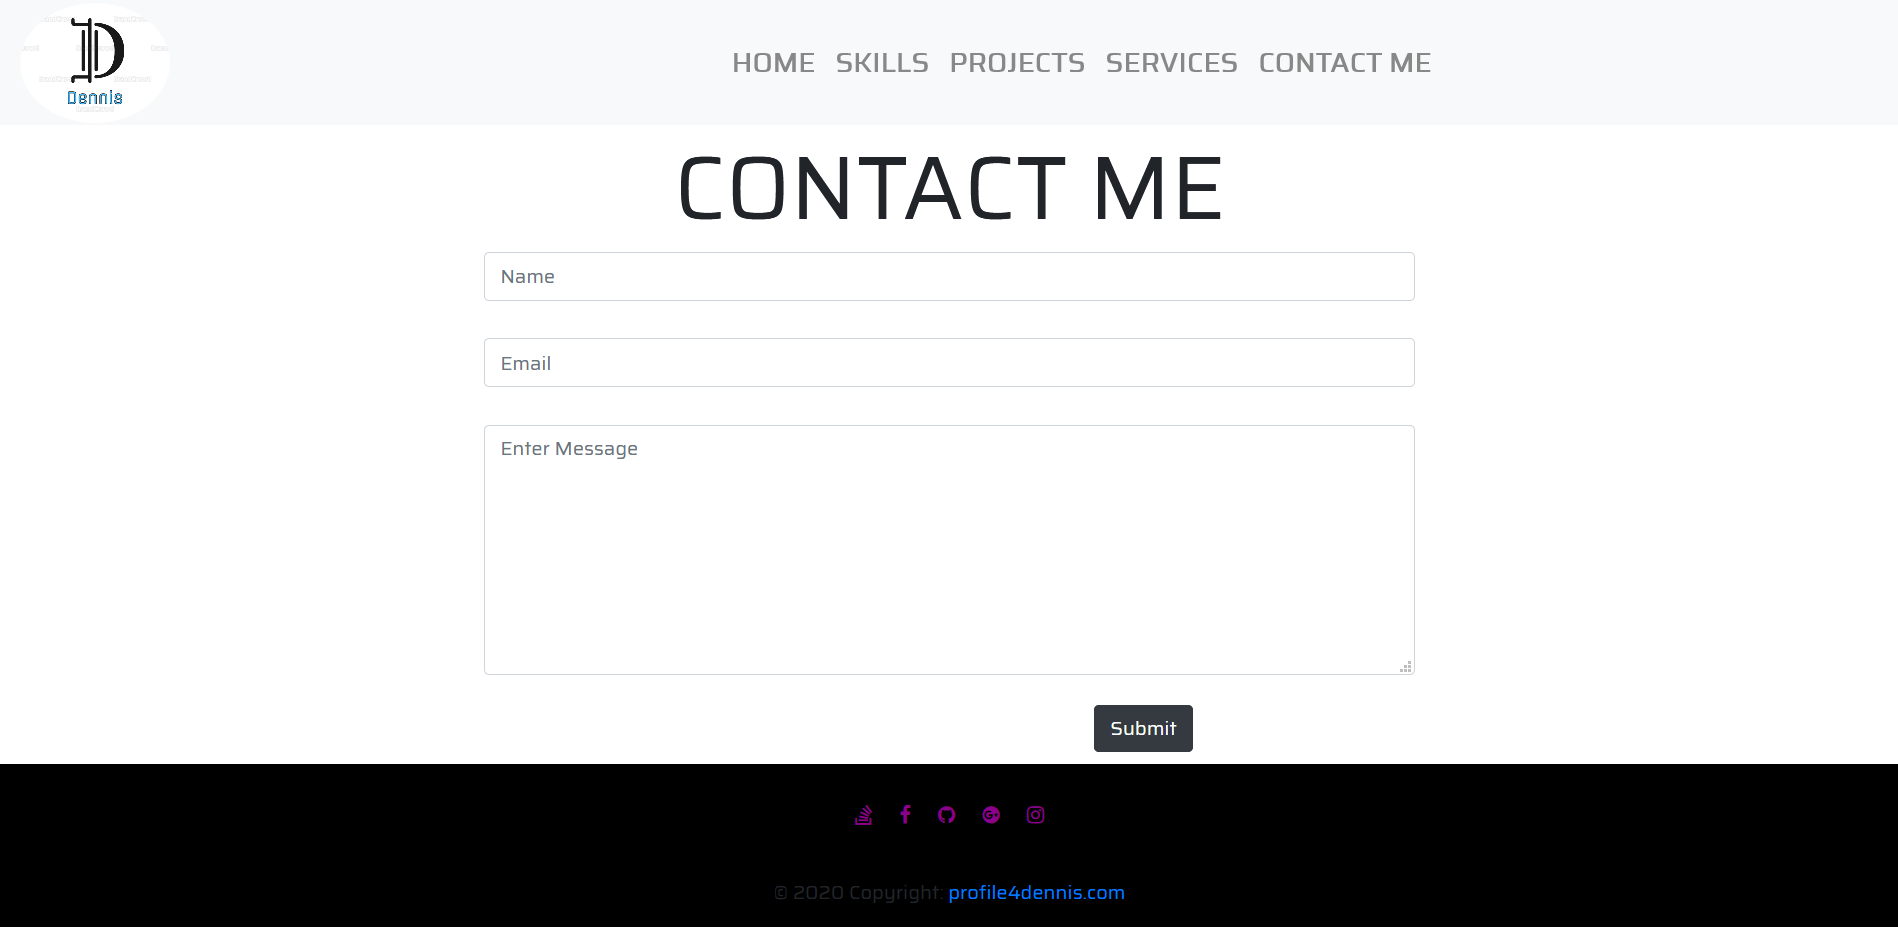 Dennis
HOME SKILLS PROJECTS SERVICES CONTACT ME
CONTACT ME
Name
Email
Enter Message
Submit
© 2020 Copyright: profile4dennis.com